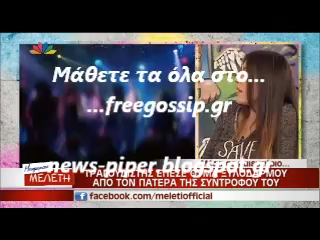 Μάθετε τα όλα στο...
...freegossip.gr
SAVE
news-piper blogspot.gr
ΜΕΛΕΤΗ
ΤΡΑΓΟΥΔΙΣΤΗΣ ΕΠΕΣΕ ΘΥΜΑ ΞΥΛΟΔΑΡΜΟΥ
ΑΠΟ ΤΟΝ ΠΑΤΕΡΑ ΤΗΣ ΣΥΝΤΡΟΦΟΥ ΤΟΥ
facebook.com/meletiofficial